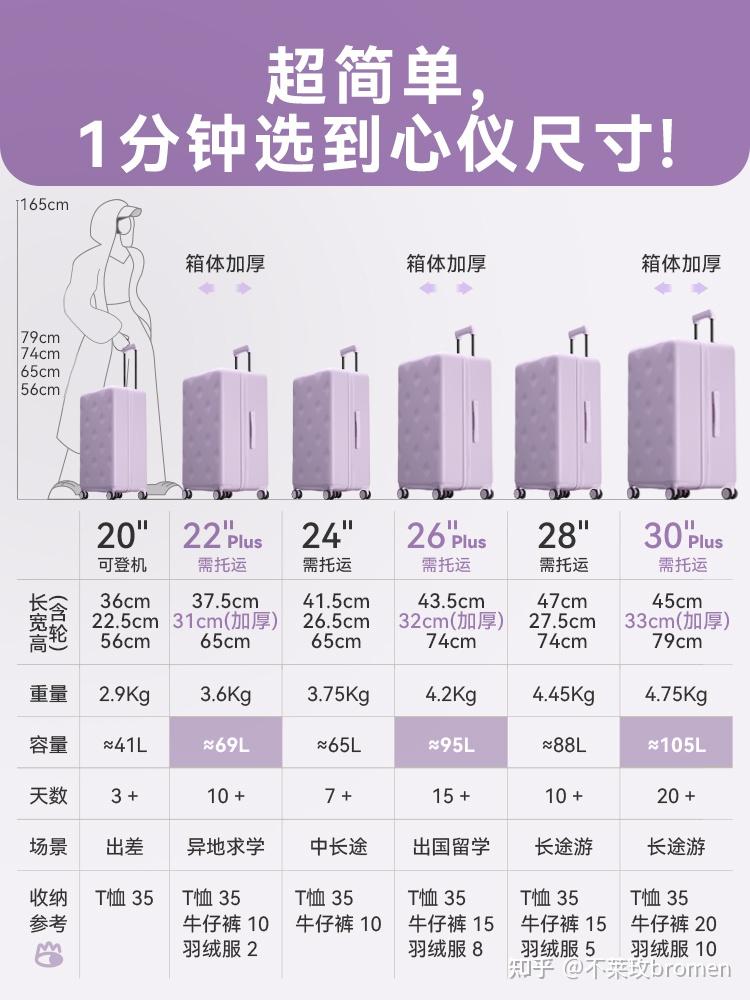 超简单,
1分钟选到心仪尺寸!
165cm
箱体加厚 箱体加厚 箱体加厚
79cm
74cm
65cm
56cm
20" 22"Plus 24" 26"Plus 28" 30"Plus
可登机 需托运 需托运 需托运 需托运 需托运
长宽高(含轮)
36cm 37.5cm 41.5cm 43.5cm 47cm 45cm
22.5cm 31cm(加厚) 26.5cm 32cm(加厚) 27.5cm 33cm(加厚)
56cm 65cm 65cm 74cm 74cm 79cm
重量 2.9Kg 3.6Kg 3.75Kg 4.2Kg 4.45Kg 4.75Kg
容量 ≈41L ≈69L ≈65L ≈95L ≈88L ≈105L
天数 3 + 10 + 7 + 15 + 10 + 20 +
场景 出差 异地求学 中长途 出国留学 长途游 长途游
收纳 T恤 35 T恤 35 T恤 35 T恤 35 T恤 35 T恤 35
参考 牛仔裤 10 牛仔裤 10 牛仔裤 15 牛仔裤 15 牛仔裤 20
羽绒服 2 羽绒服 8 羽绒服 5 羽绒服 10
知乎 @不莱玫bromen